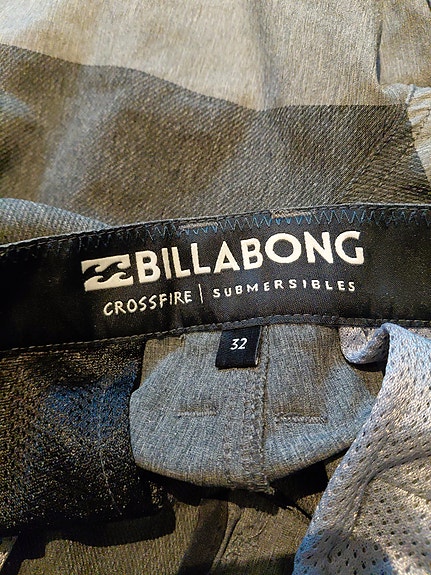 BILLABONG
CROSSFIRE | SUBMERSIBLES
32